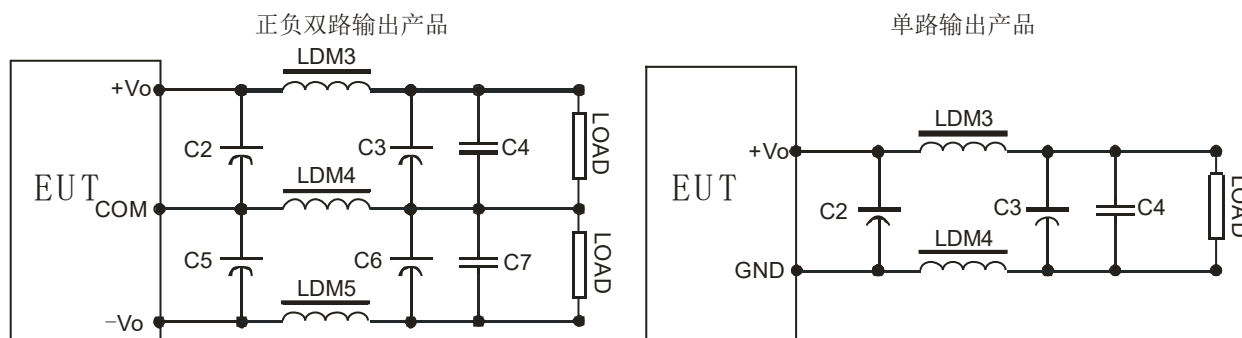 正负双路输出产品
LDM3
+Vo
C2
C3
C4
LOAD
EUT
COM
LDM4
C5
C6
C7
LOAD
LDM5
−Vo
单路输出产品
LDM3
+Vo
EUT
C2
C3
C4
LOAD
LDM4
GND